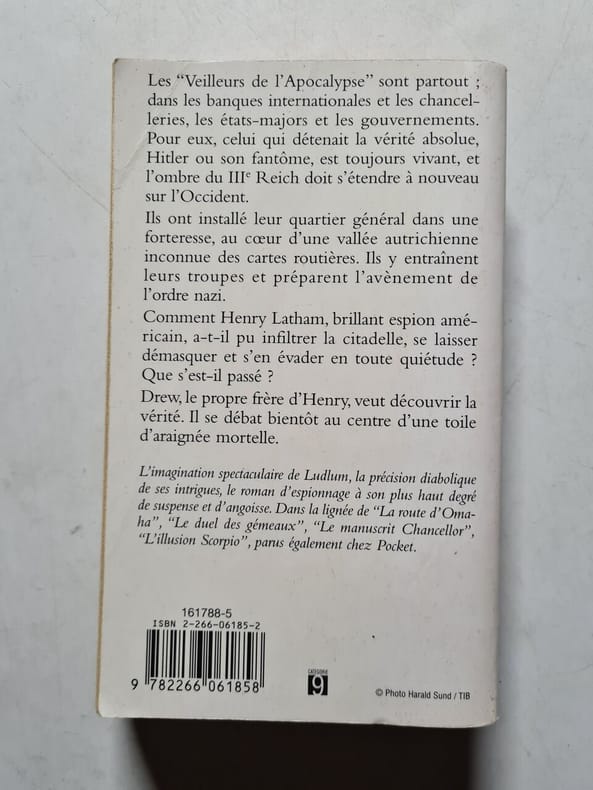 Les “Veilleurs de l’Apocalypse” sont partout ;
dans les banques internationales et les chancel-
leries, les états-majors et les gouvernements.
Pour eux, celui qui détenait la vérité absolue,
Hitler ou son fantôme, est toujours vivant, et
l’ombre du IIIᵉ Reich doit s’étendre à nouveau
sur l’Occident.
Ils ont installé leur quartier général dans une
forteresse, au cœur d’une vallée autrichienne
inconnue des cartes routières. Ils y entraînent
leurs troupes et préparent l’avènement de
l’ordre nazi.
Comment Henry Latham, brillant espion amé-
ricain, a-t-il pu infiltrer la citadelle, se laisser
démasquer et s’en évader en toute quiétude ?
Que s’est-il passé ?
Drew, le propre frère d’Henry, veut découvrir la
vérité. Il se débat bientôt au centre d’une toile
d’araignée mortelle.
L’imagination spectaculaire de Ludlum, la précision diabolique
de ses intrigues, le roman d’espionnage à son plus haut degré
de suspense et d’angoisse. Dans la lignée de “La route d’Oma-
ha”, “Le duel des gémeaux”, “Le manuscrit Chancellor”,
“L’illusion Scorpio”, parus également chez Pocket.
161788-5
ISBN 2-266-06185-2
9 782266 061858
CATÉGORIE
9
© Photo Harald Sund / TIB